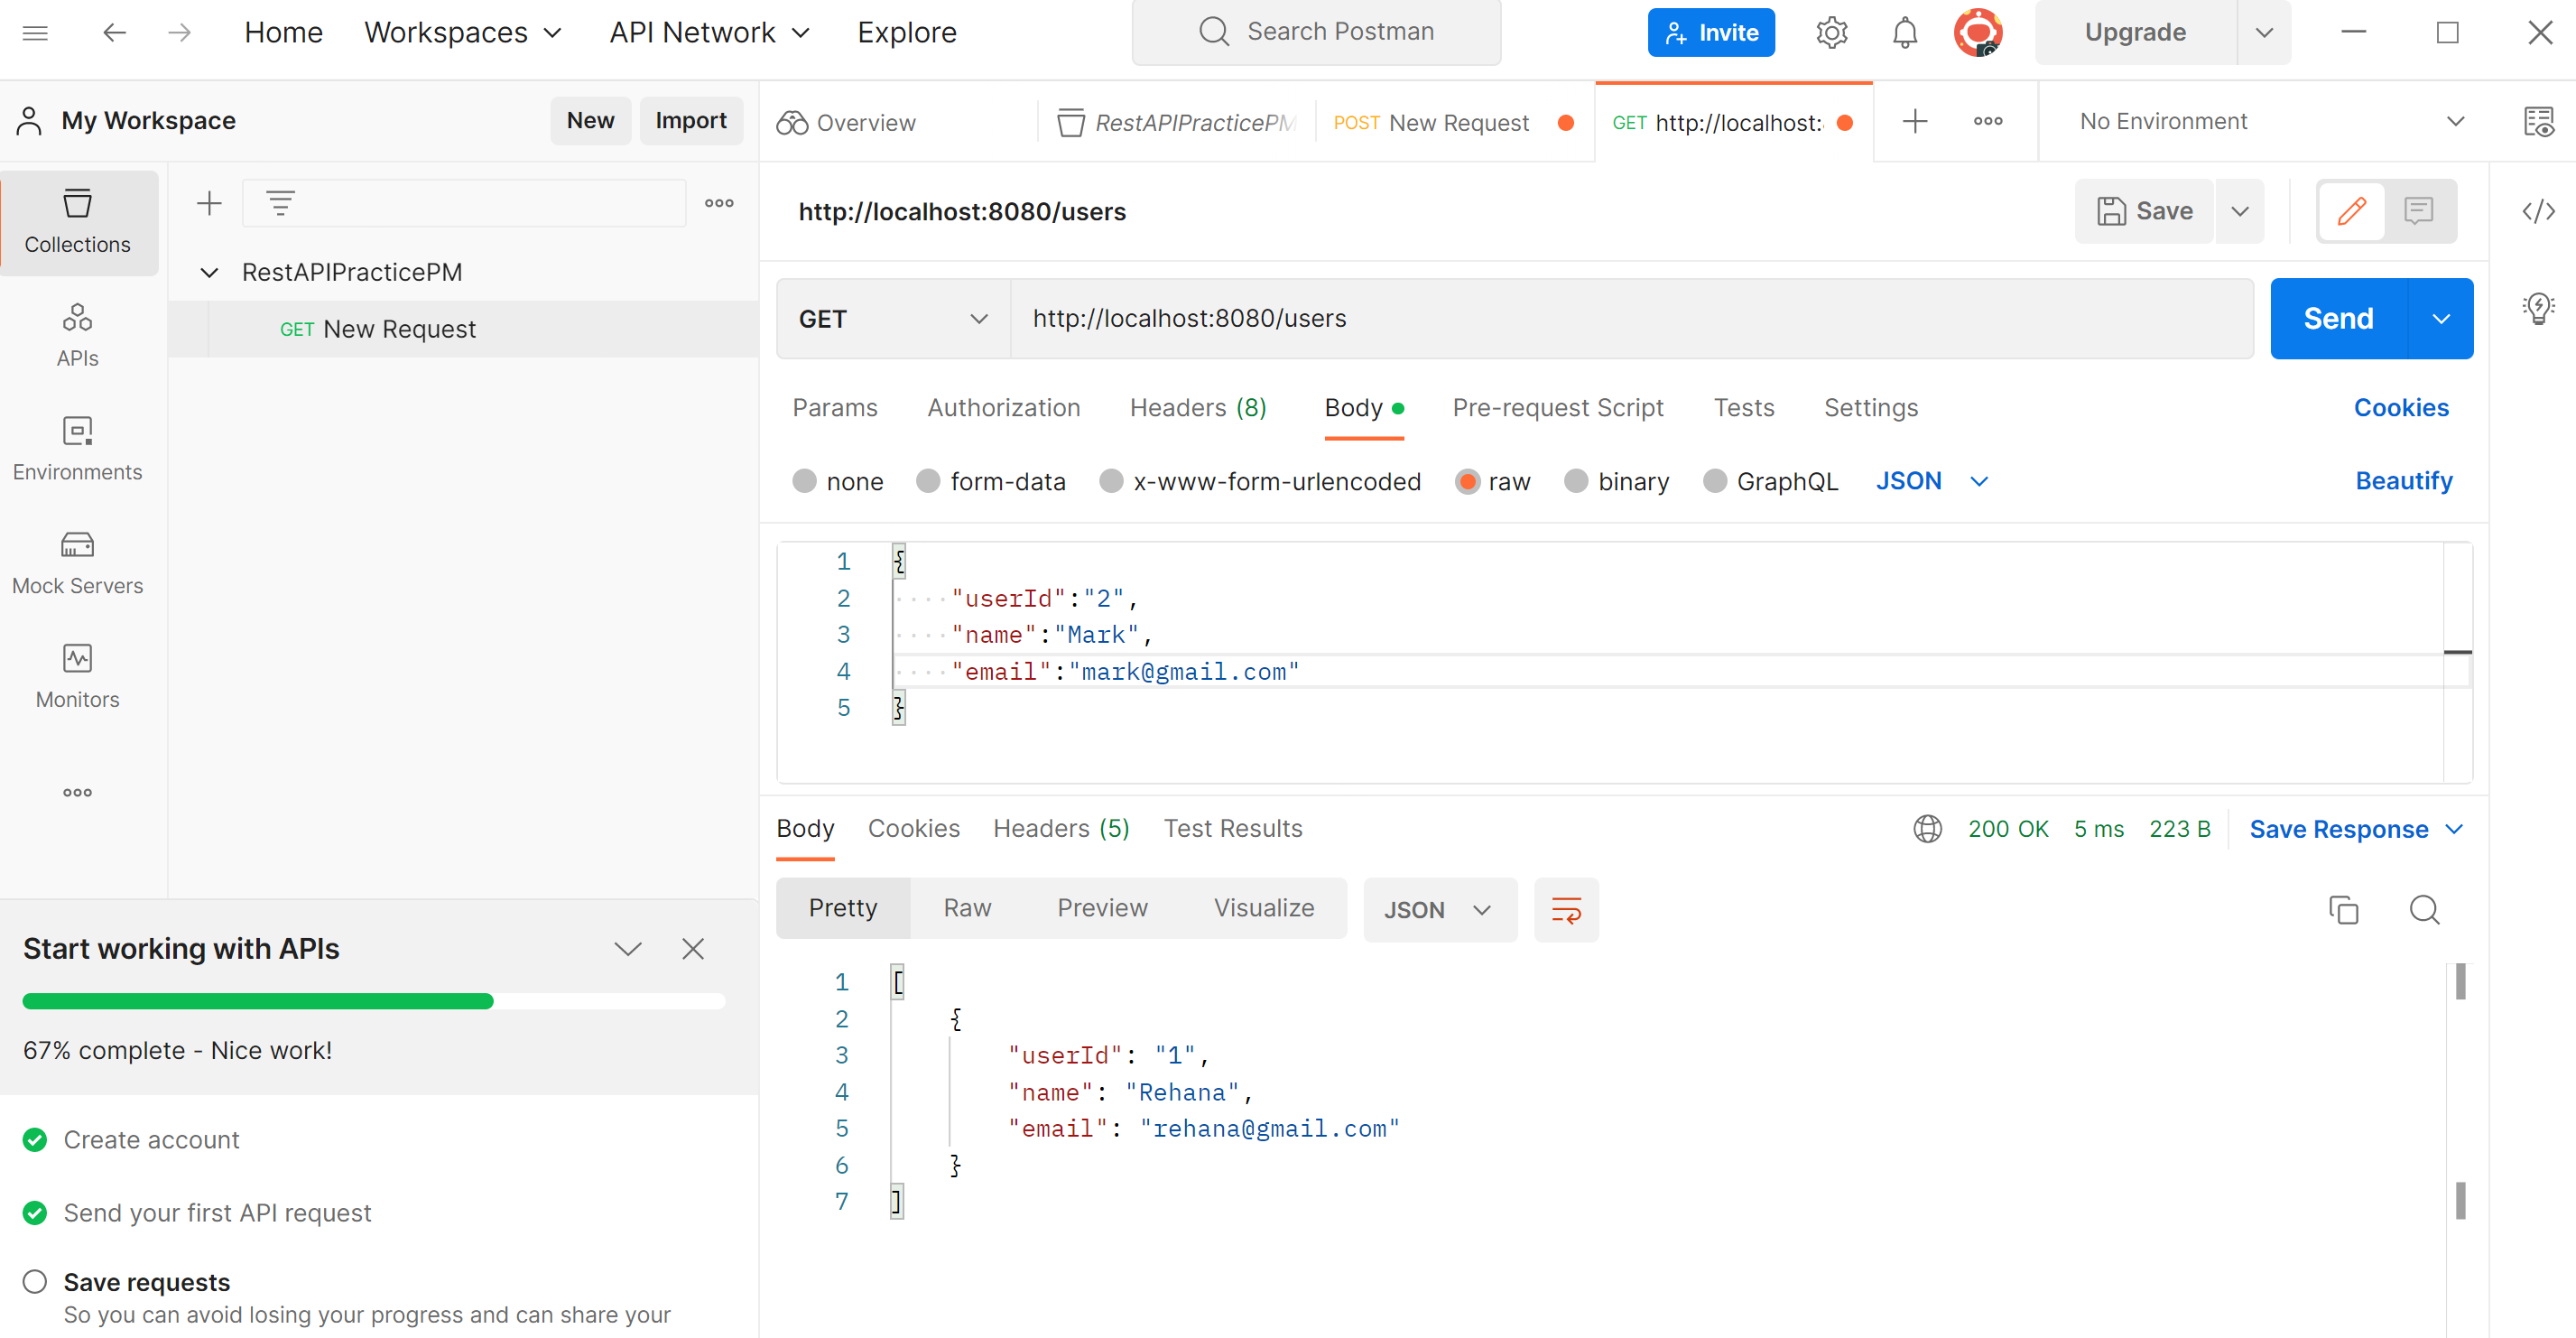 Home Workspaces API Network Explore Search Postman Invite Upgrade
My Workspace New Import Overview RestAPIPracticePM POST New Request GET http://localhost: No Environment
Collections
APIs
Environments
Mock Servers
Monitors
RestAPIPracticePM
GET New Request
http://localhost:8080/users Save
GET http://localhost:8080/users Send
Params Authorization Headers (8) Body Pre-request Script Tests Settings Cookies
none form-data x-www-form-urlencoded raw binary GraphQL JSON Beautify
1 {
2 "userId":"2",
3 "name":"Mark",
4 "email":"mark@gmail.com"
5 }
Body Cookies Headers (5) Test Results 200 OK 5 ms 223 B Save Response
Pretty Raw Preview Visualize JSON
1 [
2 {
3 "userId": "1",
4 "name": "Rehana",
5 "email": "rehana@gmail.com"
6 }
7 ]
Start working with APIs
67% complete - Nice work!
Create account
Send your first API request
Save requests
So you can avoid losing your progress and can share your